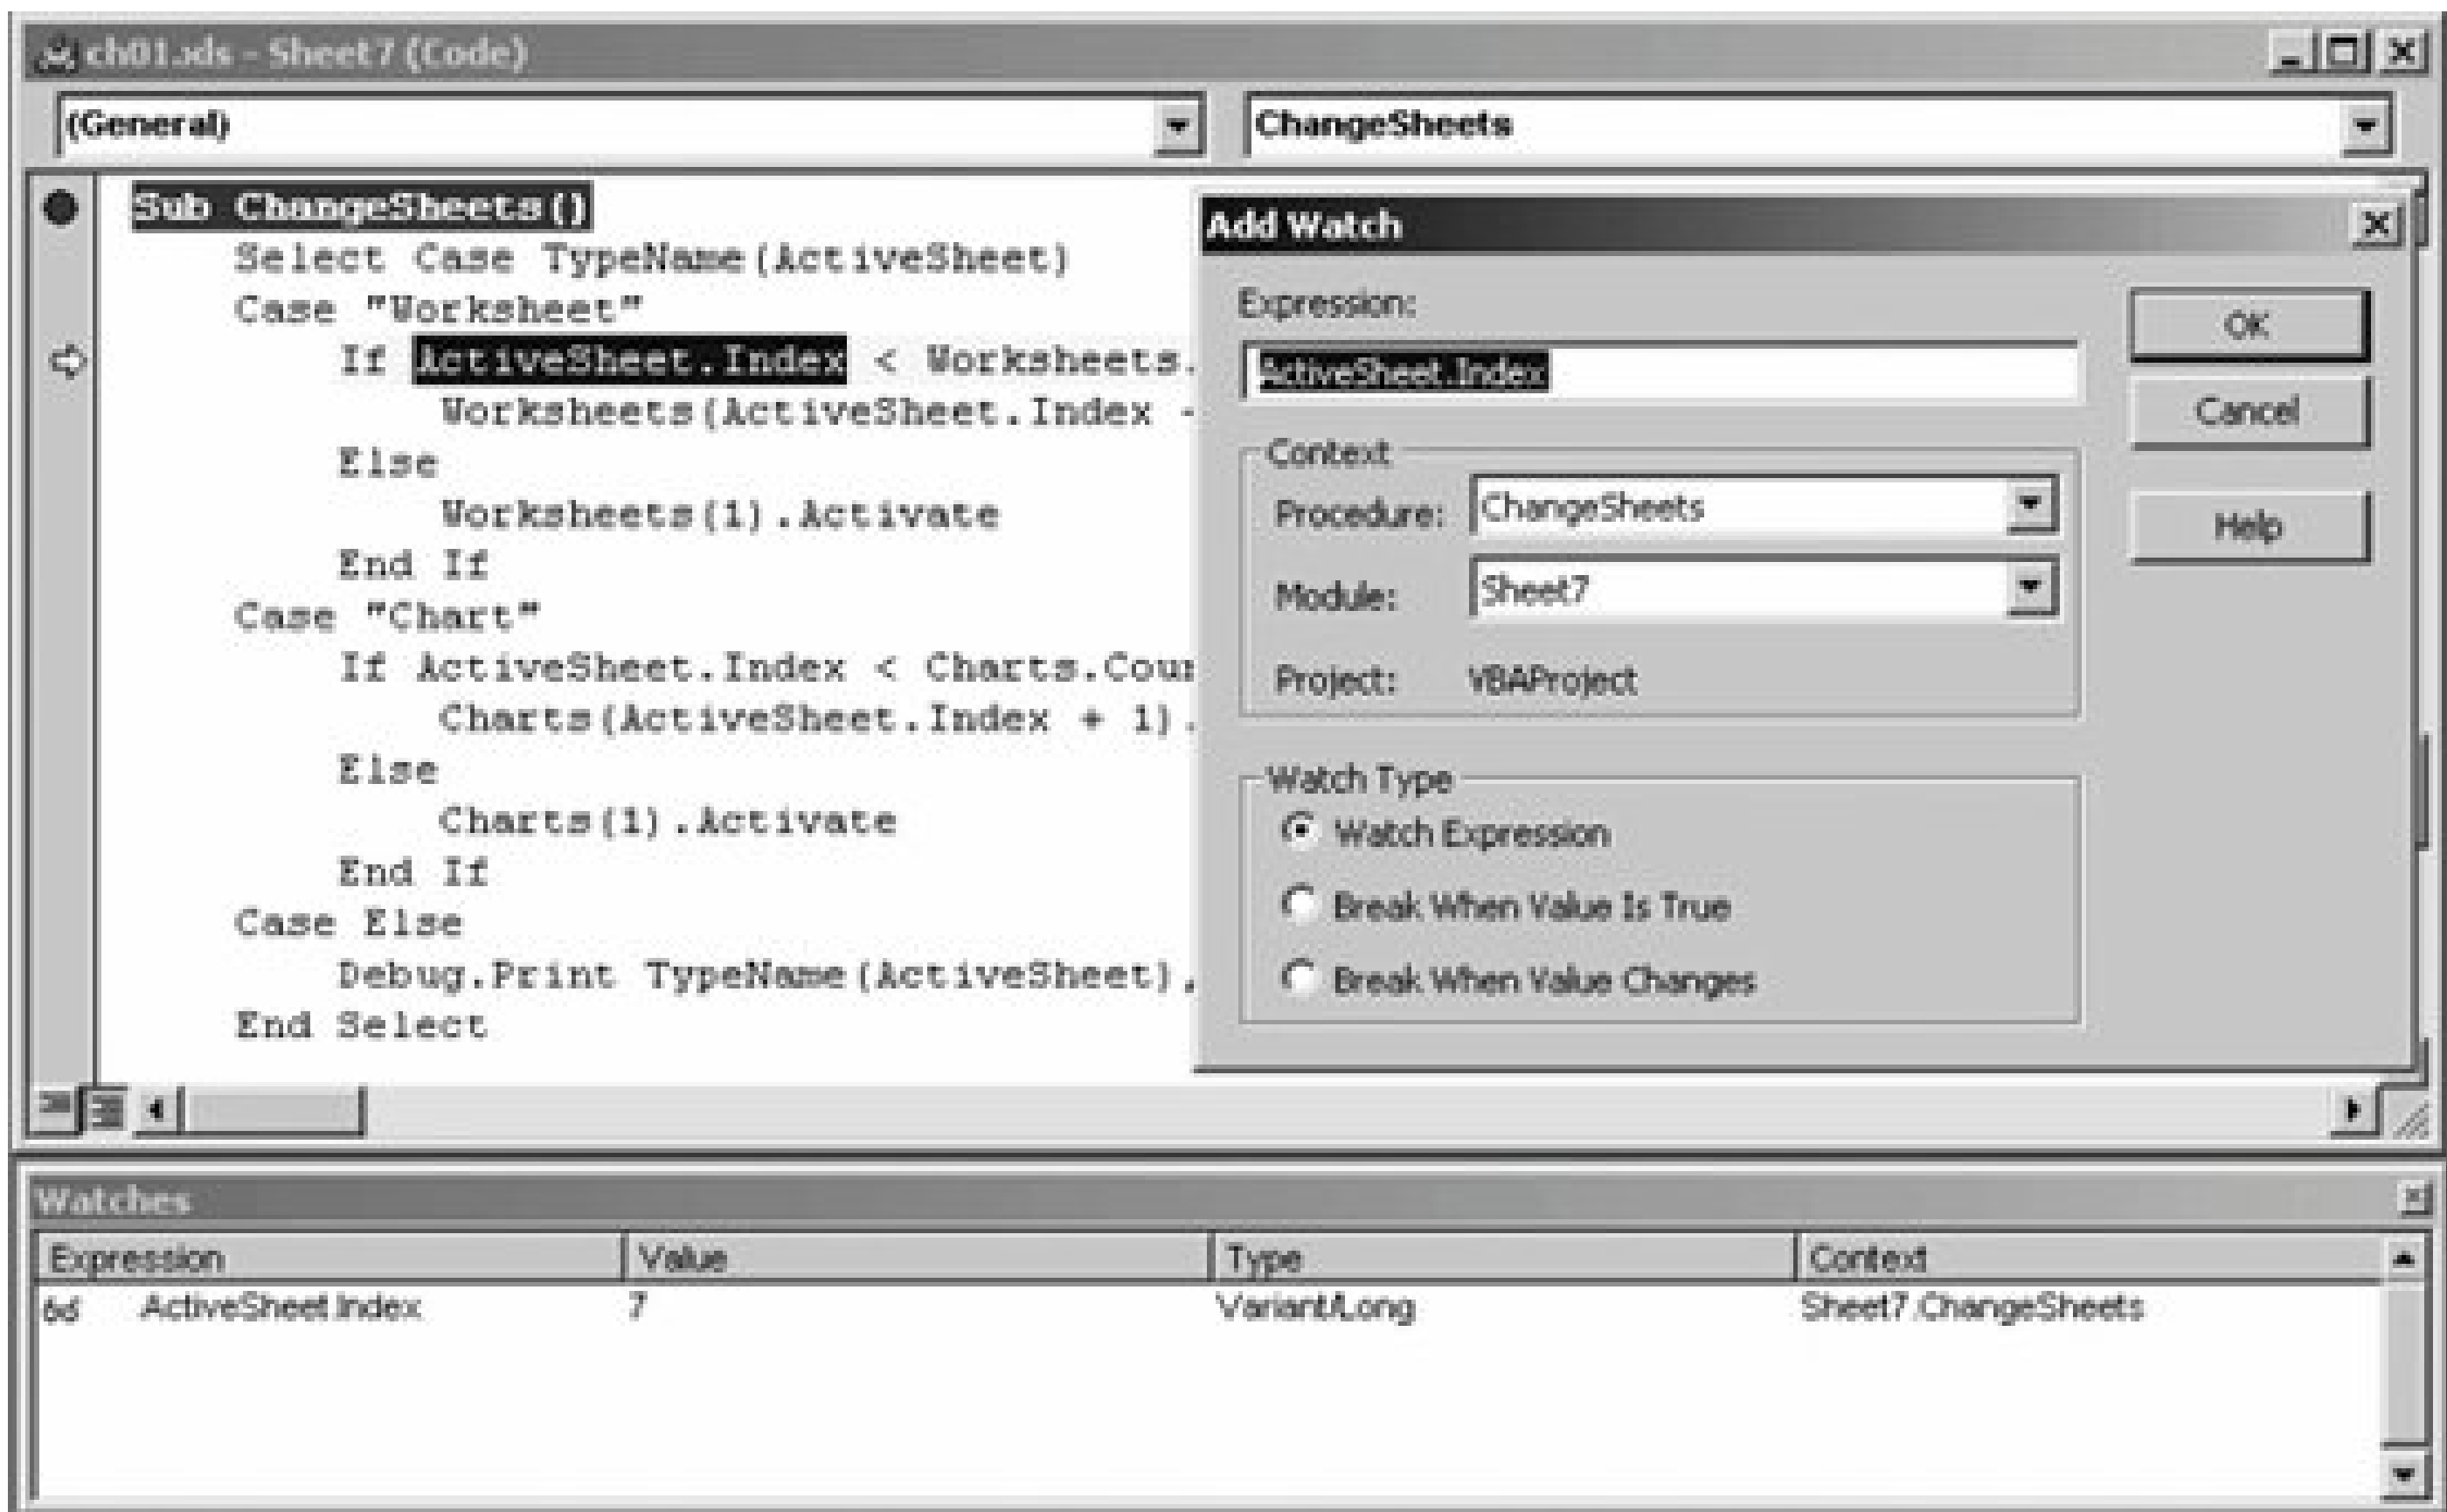 ch01.xls - Sheet7 (Code)
(General)
ChangeSheets
Sub ChangeSheets()
Select Case TypeName(ActiveSheet)
Case "Worksheet"
If ActiveSheet.Index < Worksheets.
Worksheets(ActiveSheet.Index
Else
Worksheets(1).Activate
End If
Case "Chart"
If ActiveSheet.Index < Charts.Cou
Charts(ActiveSheet.Index + 1).
Else
Charts(1).Activate
End If
Case Else
Debug.Print TypeName(ActiveSheet),
End Select
Add Watch
Expression:
ActiveSheet.Index
OK
Cancel
Help
Context
Procedure:
ChangeSheets
Module:
Sheet7
Project:
VBAProject
Watch Type
Watch Expression
Break When Value Is True
Break When Value Changes
Watches
Expression Value Type Context
ActiveSheet.Index 7 Variant/Long Sheet7.ChangeSheets